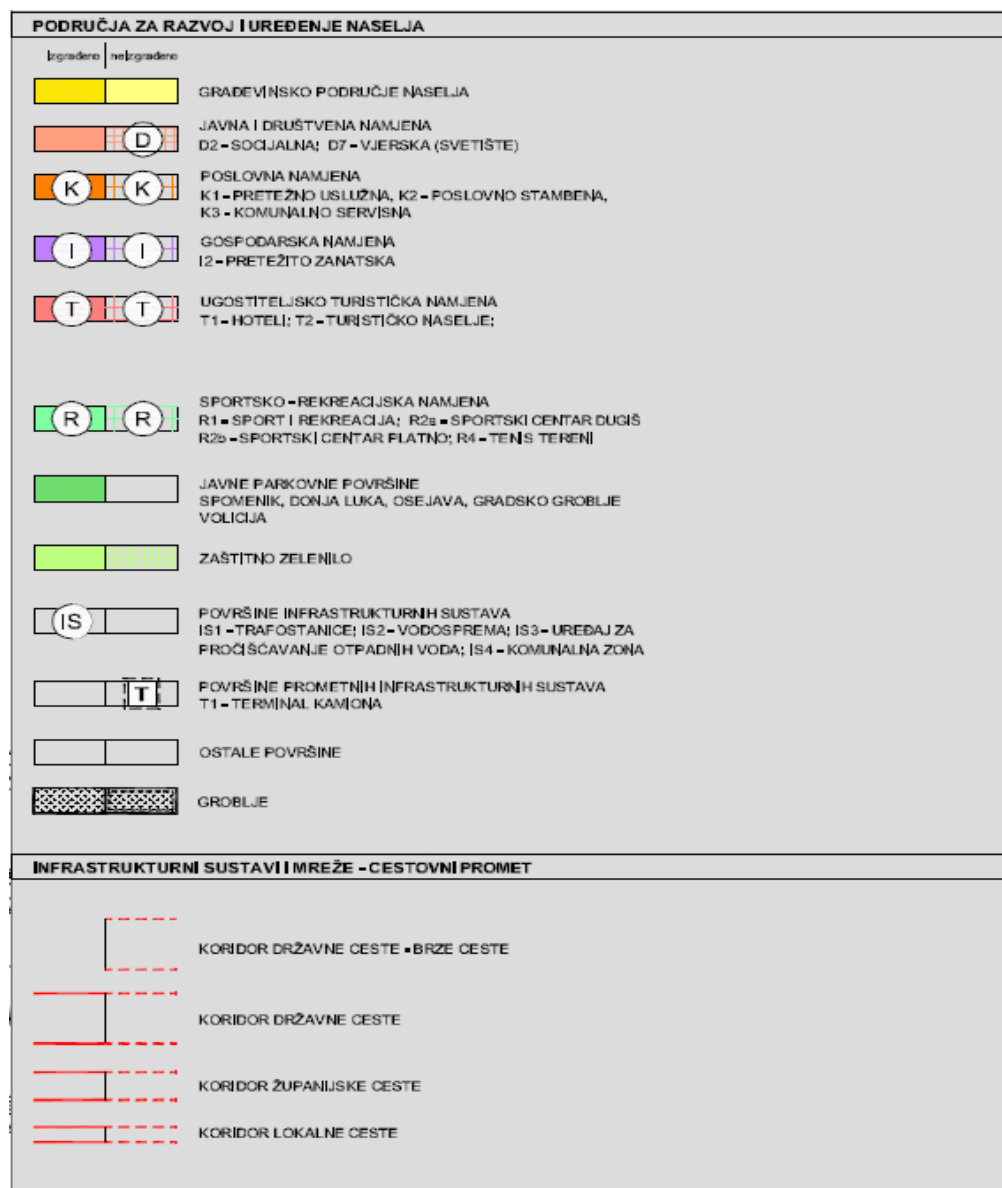 PODRUČJA ZA RAZVOJ I UREĐENJE NASELJA
izgrađeno neizgrađeno
GRAĐEVINSKO PODRUČJE NASELJA
JAVNA I DRUŠTVENA NAMJENA
D
D2 - SOCIJALNA; D7 - VJERSKA (SVETIŠTE)
POSLOVNA NAMJENA
K K
K1 - PRETEŽNO USLUŽNA, K2 - POSLOVNO STAMBENA,
K3 - KOMUNALNO SERVISNA
GOSPODARSKA NAMJENA
I I
I2 - PRETEŽITO ZANATSKA
UGOSTITELJSKO TURISTIČKA NAMJENA
T T
T1 - HOTELI; T2 - TURISTIČKO NASELJE;
SPORTSKO - REKREACIJSKA NAMJENA
R R
R1 - SPORT I REKREACIJA; R2a - SPORTSKI CENTAR DUGIŠ
R2b - SPORTSKI CENTAR PLATNO; R4 - TENIS TERENI
JAVNE PARKOVNE POVRŠINE
SPOMENIK, DONJA LUKA, OSEJAVA, GRADSKO GROBLJE
VOLICIJA
ZAŠTITNO ZELENILO
IS
POVRŠINE INFRASTRUKTURNIH SUSTAVA
IS1 - TRAFOSTANICE; IS2 - VODOSPREMA; IS3 - UREĐAJ ZA
PROČIŠĆAVANJE OTPADNIH VODA; IS4 - KOMUNALNA ZONA
T
POVRŠINE PROMETNIH INFRASTRUKTURNIH SUSTAVA
T1 - TERMINAL KAMIONA
OSTALE POVRŠINE
GROBLJE
INFRASTRUKTURNI SUSTAVI I MREŽE - CESTOVNI PROMET
KORIDOR DRŽAVNE CESTE - BRZE CESTE
KORIDOR DRŽAVNE CESTE
KORIDOR ŽUPANIJSKE CESTE
KORIDOR LOKALNE CESTE